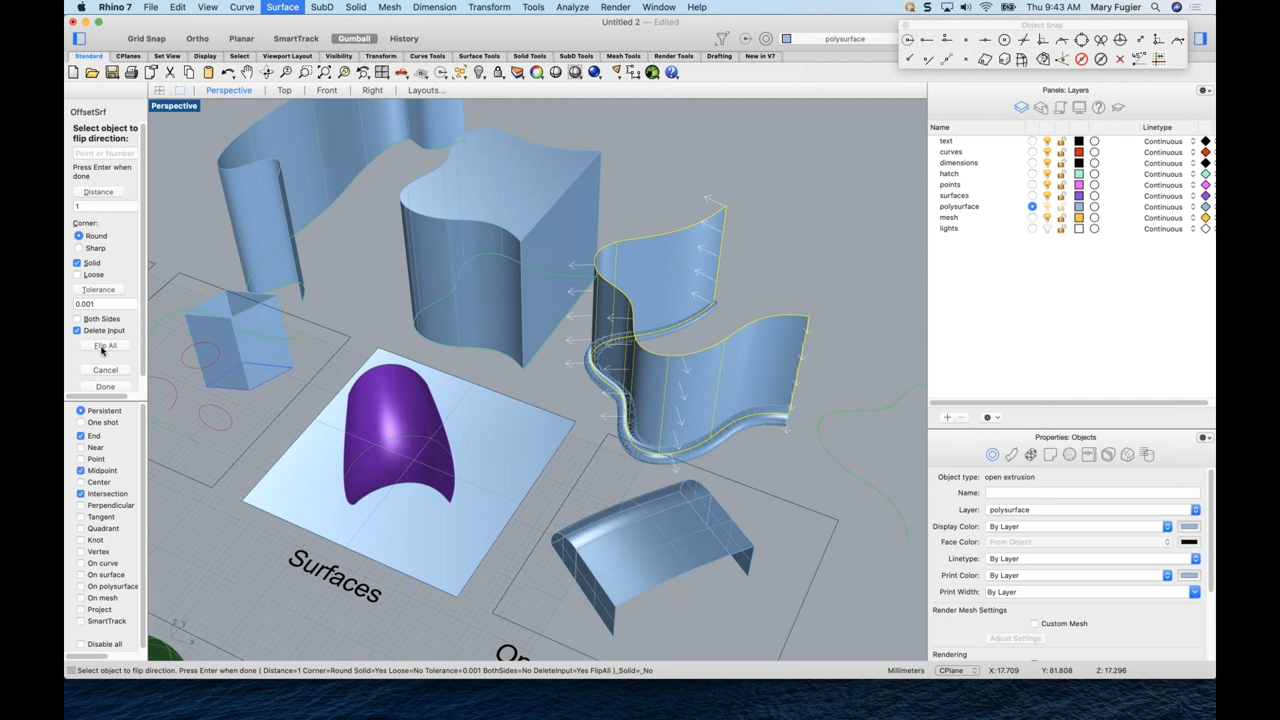 Rhino 7 File Edit View Curve Surface SubD Solid Mesh Dimension Transform Tools Analyze Render Panels Window Help Thu 9:43 AM Mary Fugier
Untitled 2 — Edited
Object Snap
Grid Snap Ortho Planar SmartTrack Gumball History polysurface
Standard CPlanes Set View Display Select Viewport Layout Visibility Transform Curve Tools Surface Tools Solid Tools SubD Tools Mesh Tools Render Tools Drafting New in V7
Perspective Top Front Right Layouts...
Perspective
OffsetSrf
Select object to
flip direction:
Point or Number
Press Enter when
done
Distance
1
Corner:
Round
Sharp
Solid
Loose
Tolerance
0.001
Both Sides
Delete Input
Flip All
Cancel
Done
Persistent
One shot
End
Near
Point
Midpoint
Center
Intersection
Perpendicular
Tangent
Quadrant
Knot
Vertex
On curve
On surface
On polysurface
On mesh
Project
SmartTrack
Disable all
Surfaces
z y
x
Panels: Layers
Name Linetype
text Continuous
curves Continuous
dimensions Continuous
hatch Continuous
points Continuous
surfaces Continuous
polysurface Continuous
mesh Continuous
lights Continuous
Properties: Objects
Object type: open extrusion
Name:
Layer: polysurface
Display Color: By Layer
Face Color: From Object
Linetype: By Layer
Print Color: By Layer
Print Width: By Layer
Render Mesh Settings
Custom Mesh
Adjust Settings
Rendering
Select object to flip direction. Press Enter when done ( Distance=1 Corner=Round Solid=Yes Loose=No Tolerance=0.001 BothSides=No DeleteInput=Yes FlipAll )_Solid=_No
Millimeters CPlane X: 17.709 Y: 81.808 Z: 17.296